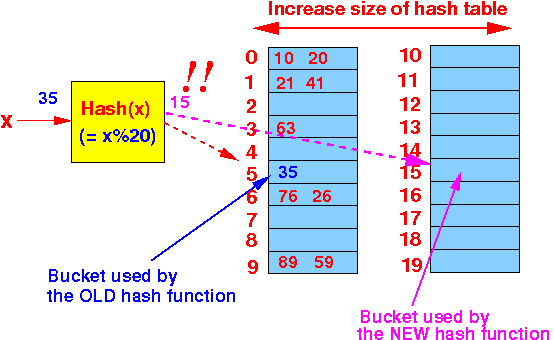 Increase size of hash table
0 10 20 10
1 21 41 11
2 12
3 63 13
4 14
5 35 15
6 76 26 16
7 17
8 18
9 89 59 19
!!
35
15
X
Hash(x)
(= x%20)
Bucket used by
the OLD hash function
Bucket used by
the NEW hash function